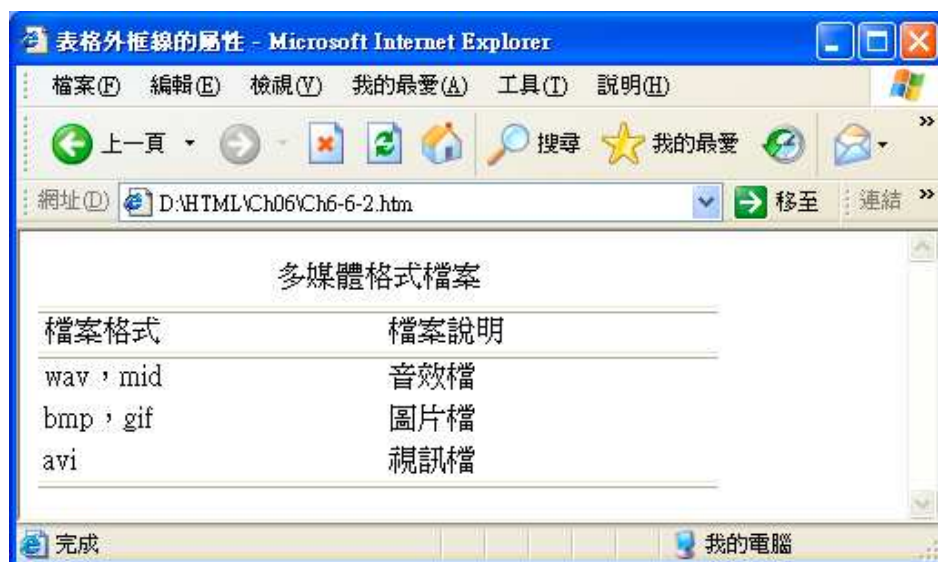 表格外框線的屬性 - Microsoft Internet Explorer
檔案(F) 編輯(E) 檢視(V) 我的最愛(A) 工具(T) 說明(H)
上一頁 搜尋 我的最愛 »
網址(D) D:\HTML\Ch06\Ch6-6-2.htm 移至 連結 »
多媒體格式檔案
檔案格式 檔案說明
wav，mid 音效檔
bmp，gif 圖片檔
avi 視訊檔
完成 我的電腦